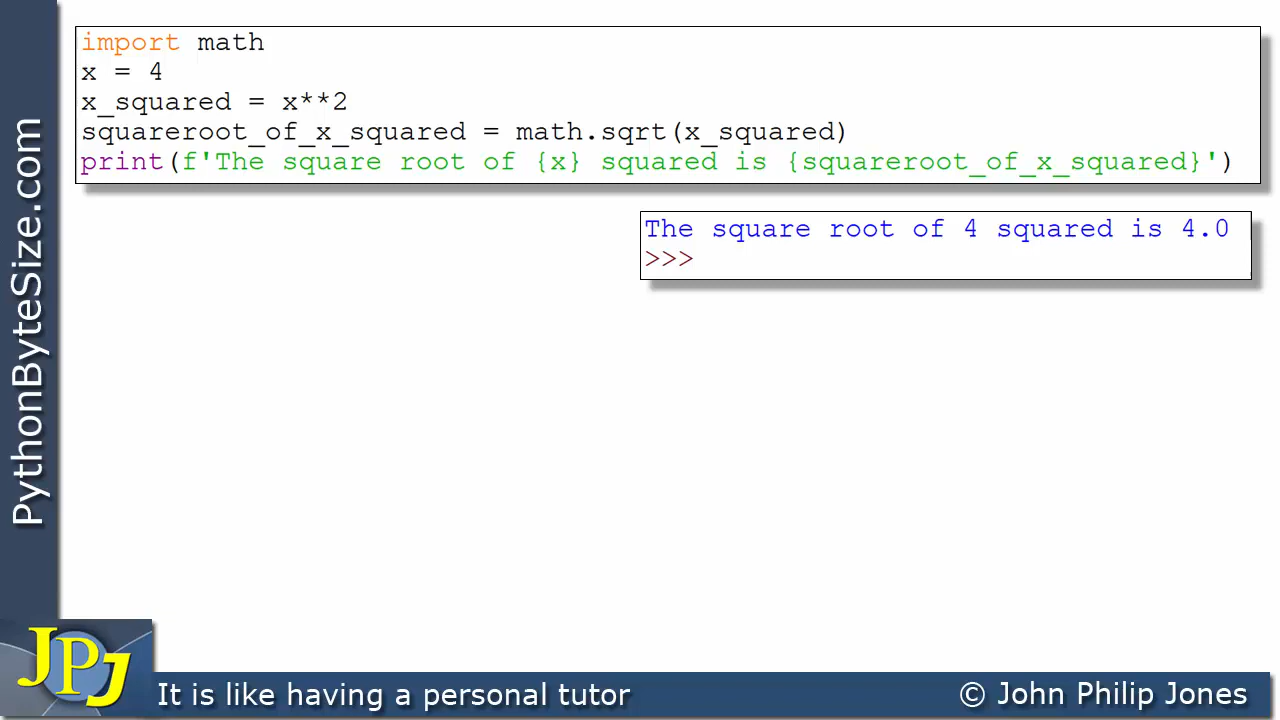 import math
x = 4
x_squared = x**2
squareroot_of_x_squared = math.sqrt(x_squared)
print(f'The square root of {x} squared is {squareroot_of_x_squared}')
The square root of 4 squared is 4.0
>>>
PythonByteSize.com
JPJ
It is like having a personal tutor
© John Philip Jones